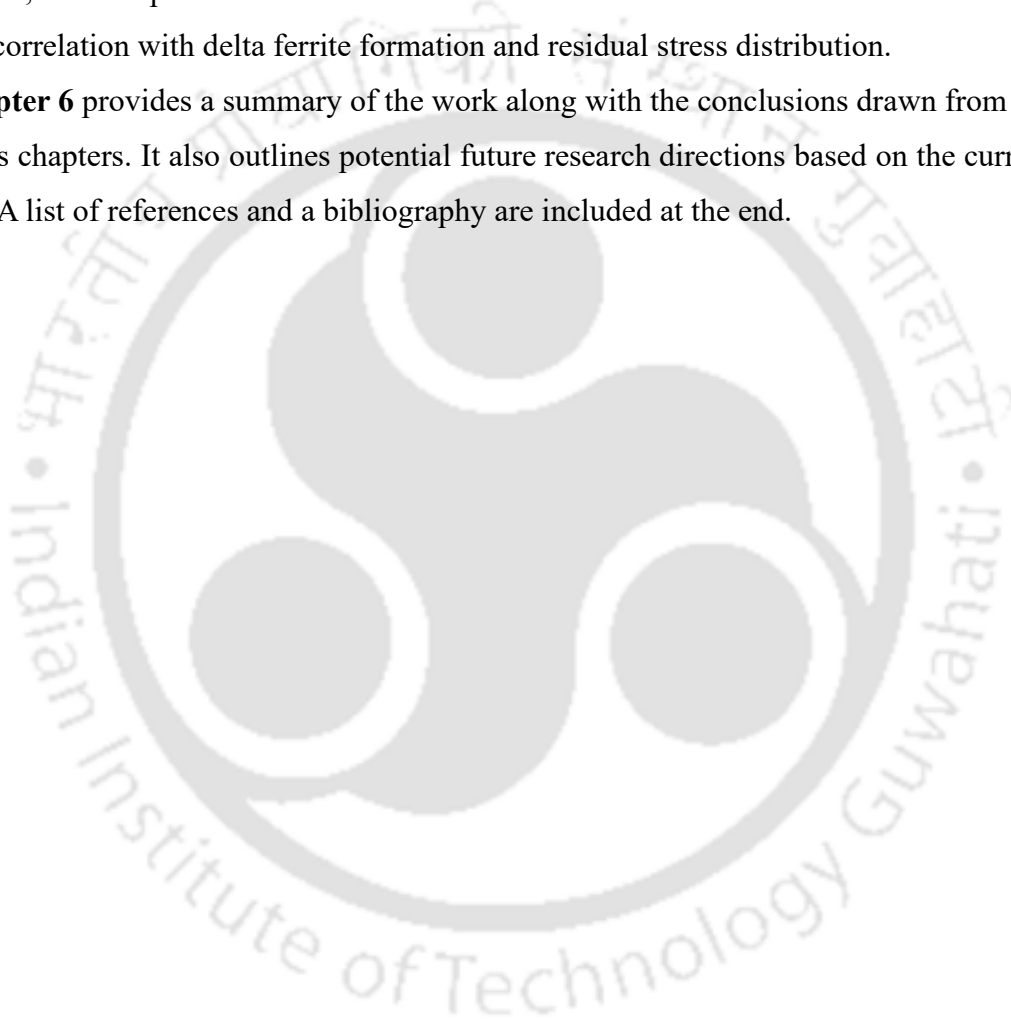 correlation with delta ferrite formation and residual stress distribution.
pter 6 provides a summary of the work along with the conclusions drawn from
s chapters. It also outlines potential future research directions based on the curr
A list of references and a bibliography are included at the end.
भारतीय प्रौद्योगिकी संस्थान गुवाहाटी
Indian Institute of Technology Guwahati